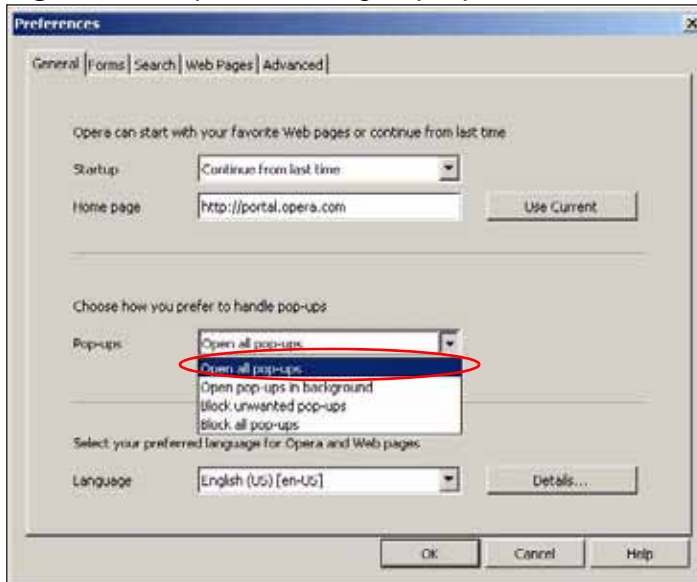 Preferences
General Forms Search Web Pages Advanced
Opera can start with your favorite Web pages or continue from last time
Startup Continue from last time
Home page http://portal.opera.com Use Current
Choose how you prefer to handle pop-ups
Pop-ups Open all pop-ups
Open all pop-ups
Open pop-ups in background
Block unwanted pop-ups
Block all pop-ups
Select your preferred language for Opera and Web pages
Language English (US) [en-US] Details...
OK Cancel Help